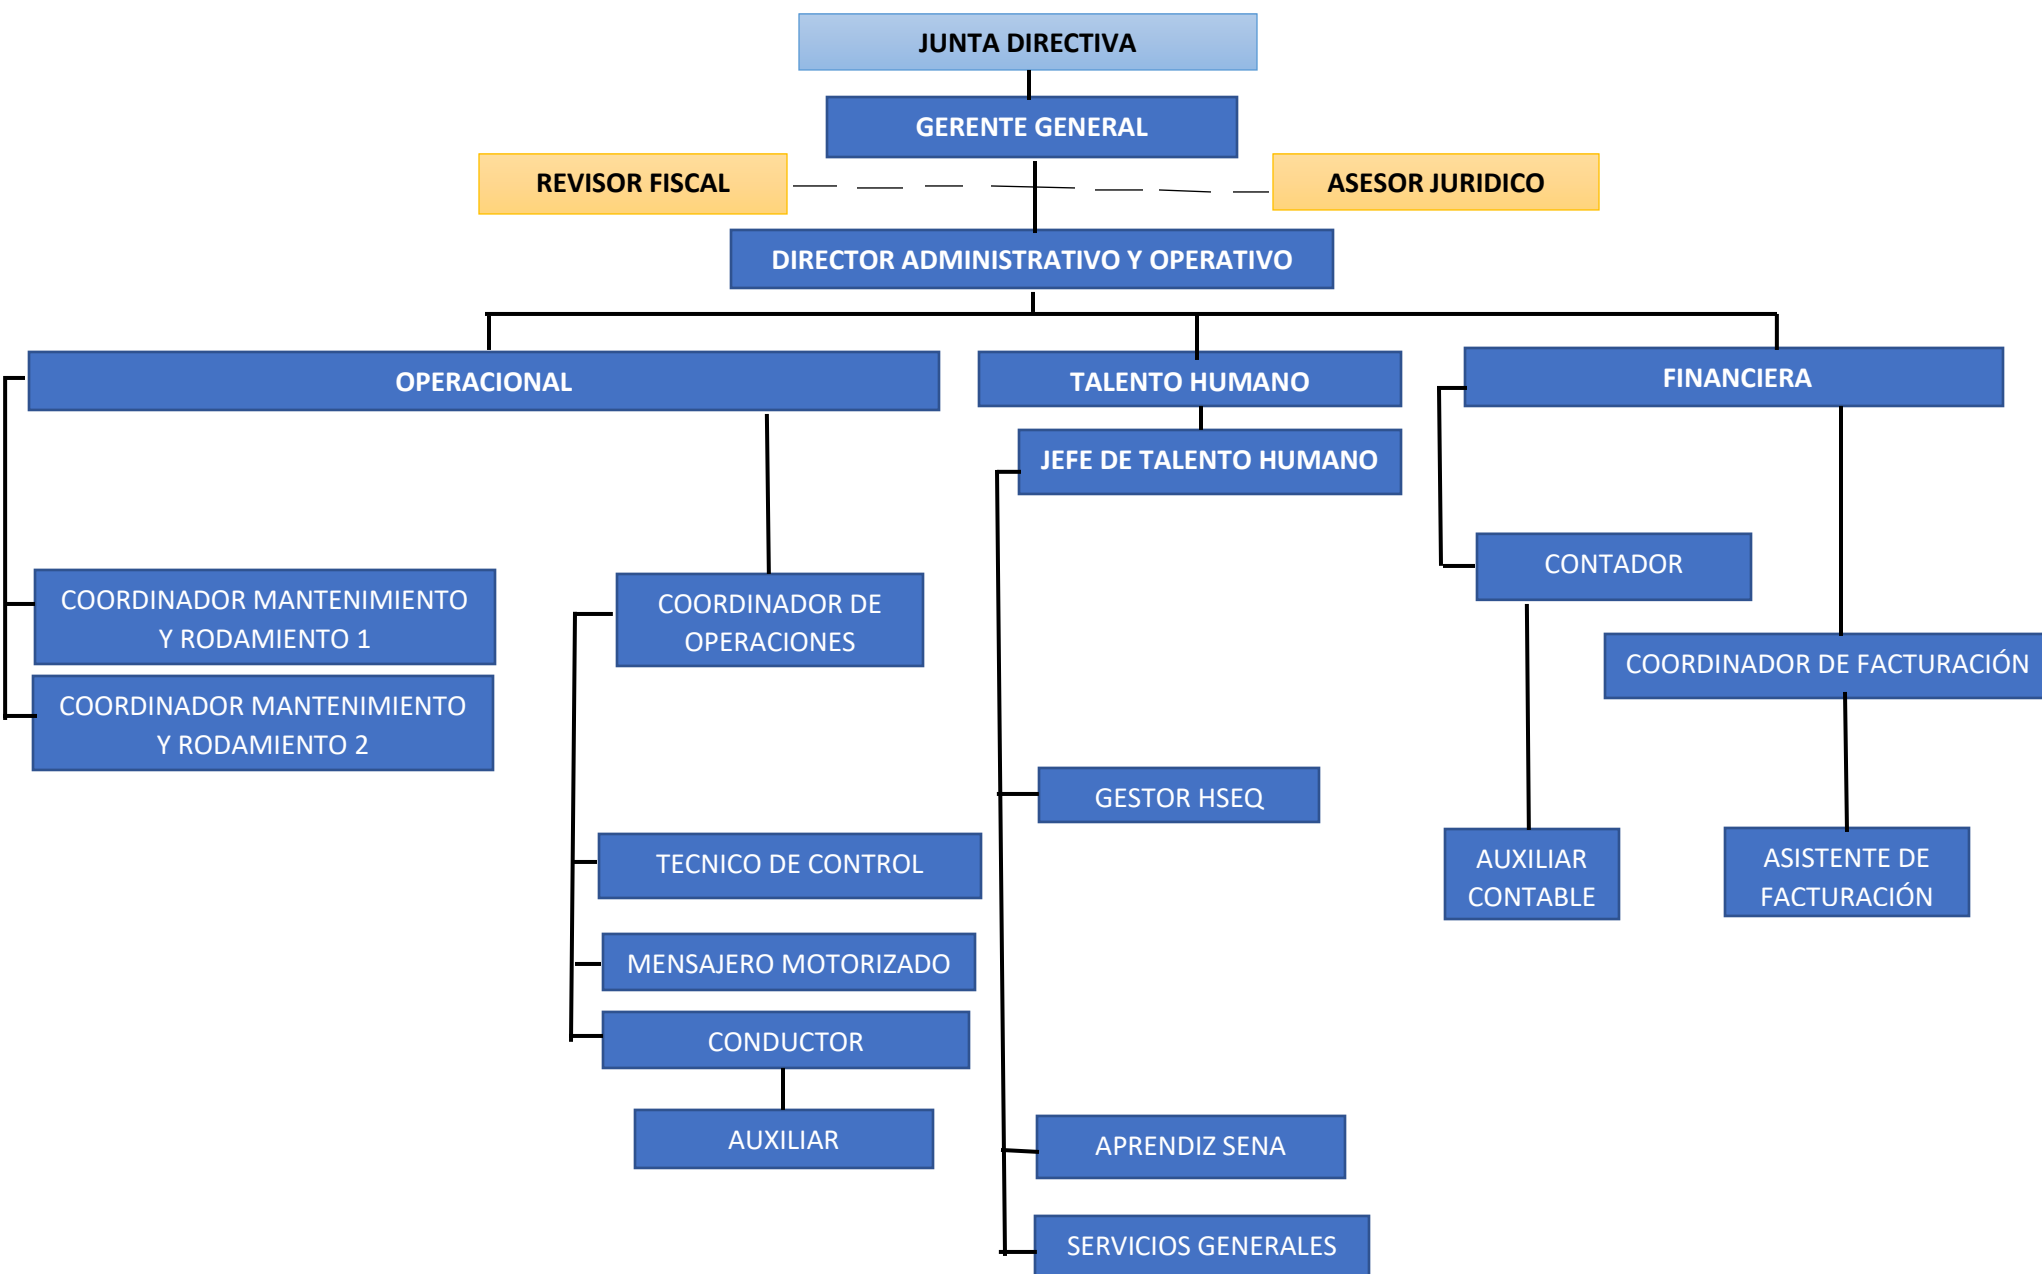 JUNTA DIRECTIVA
GERENTE GENERAL
REVISOR FISCAL
ASESOR JURIDICO
DIRECTOR ADMINISTRATIVO Y OPERATIVO
OPERACIONAL
TALENTO HUMANO
FINANCIERA
JEFE DE TALENTO HUMANO
CONTADOR
COORDINADOR MANTENIMIENTO
Y RODAMIENTO 1
COORDINADOR DE
OPERACIONES
COORDINADOR DE FACTURACIÓN
COORDINADOR MANTENIMIENTO
Y RODAMIENTO 2
GESTOR HSEQ
TECNICO DE CONTROL
AUXILIAR
CONTABLE
ASISTENTE DE
FACTURACIÓN
MENSAJERO MOTORIZADO
CONDUCTOR
AUXILIAR
APRENDIZ SENA
SERVICIOS GENERALES